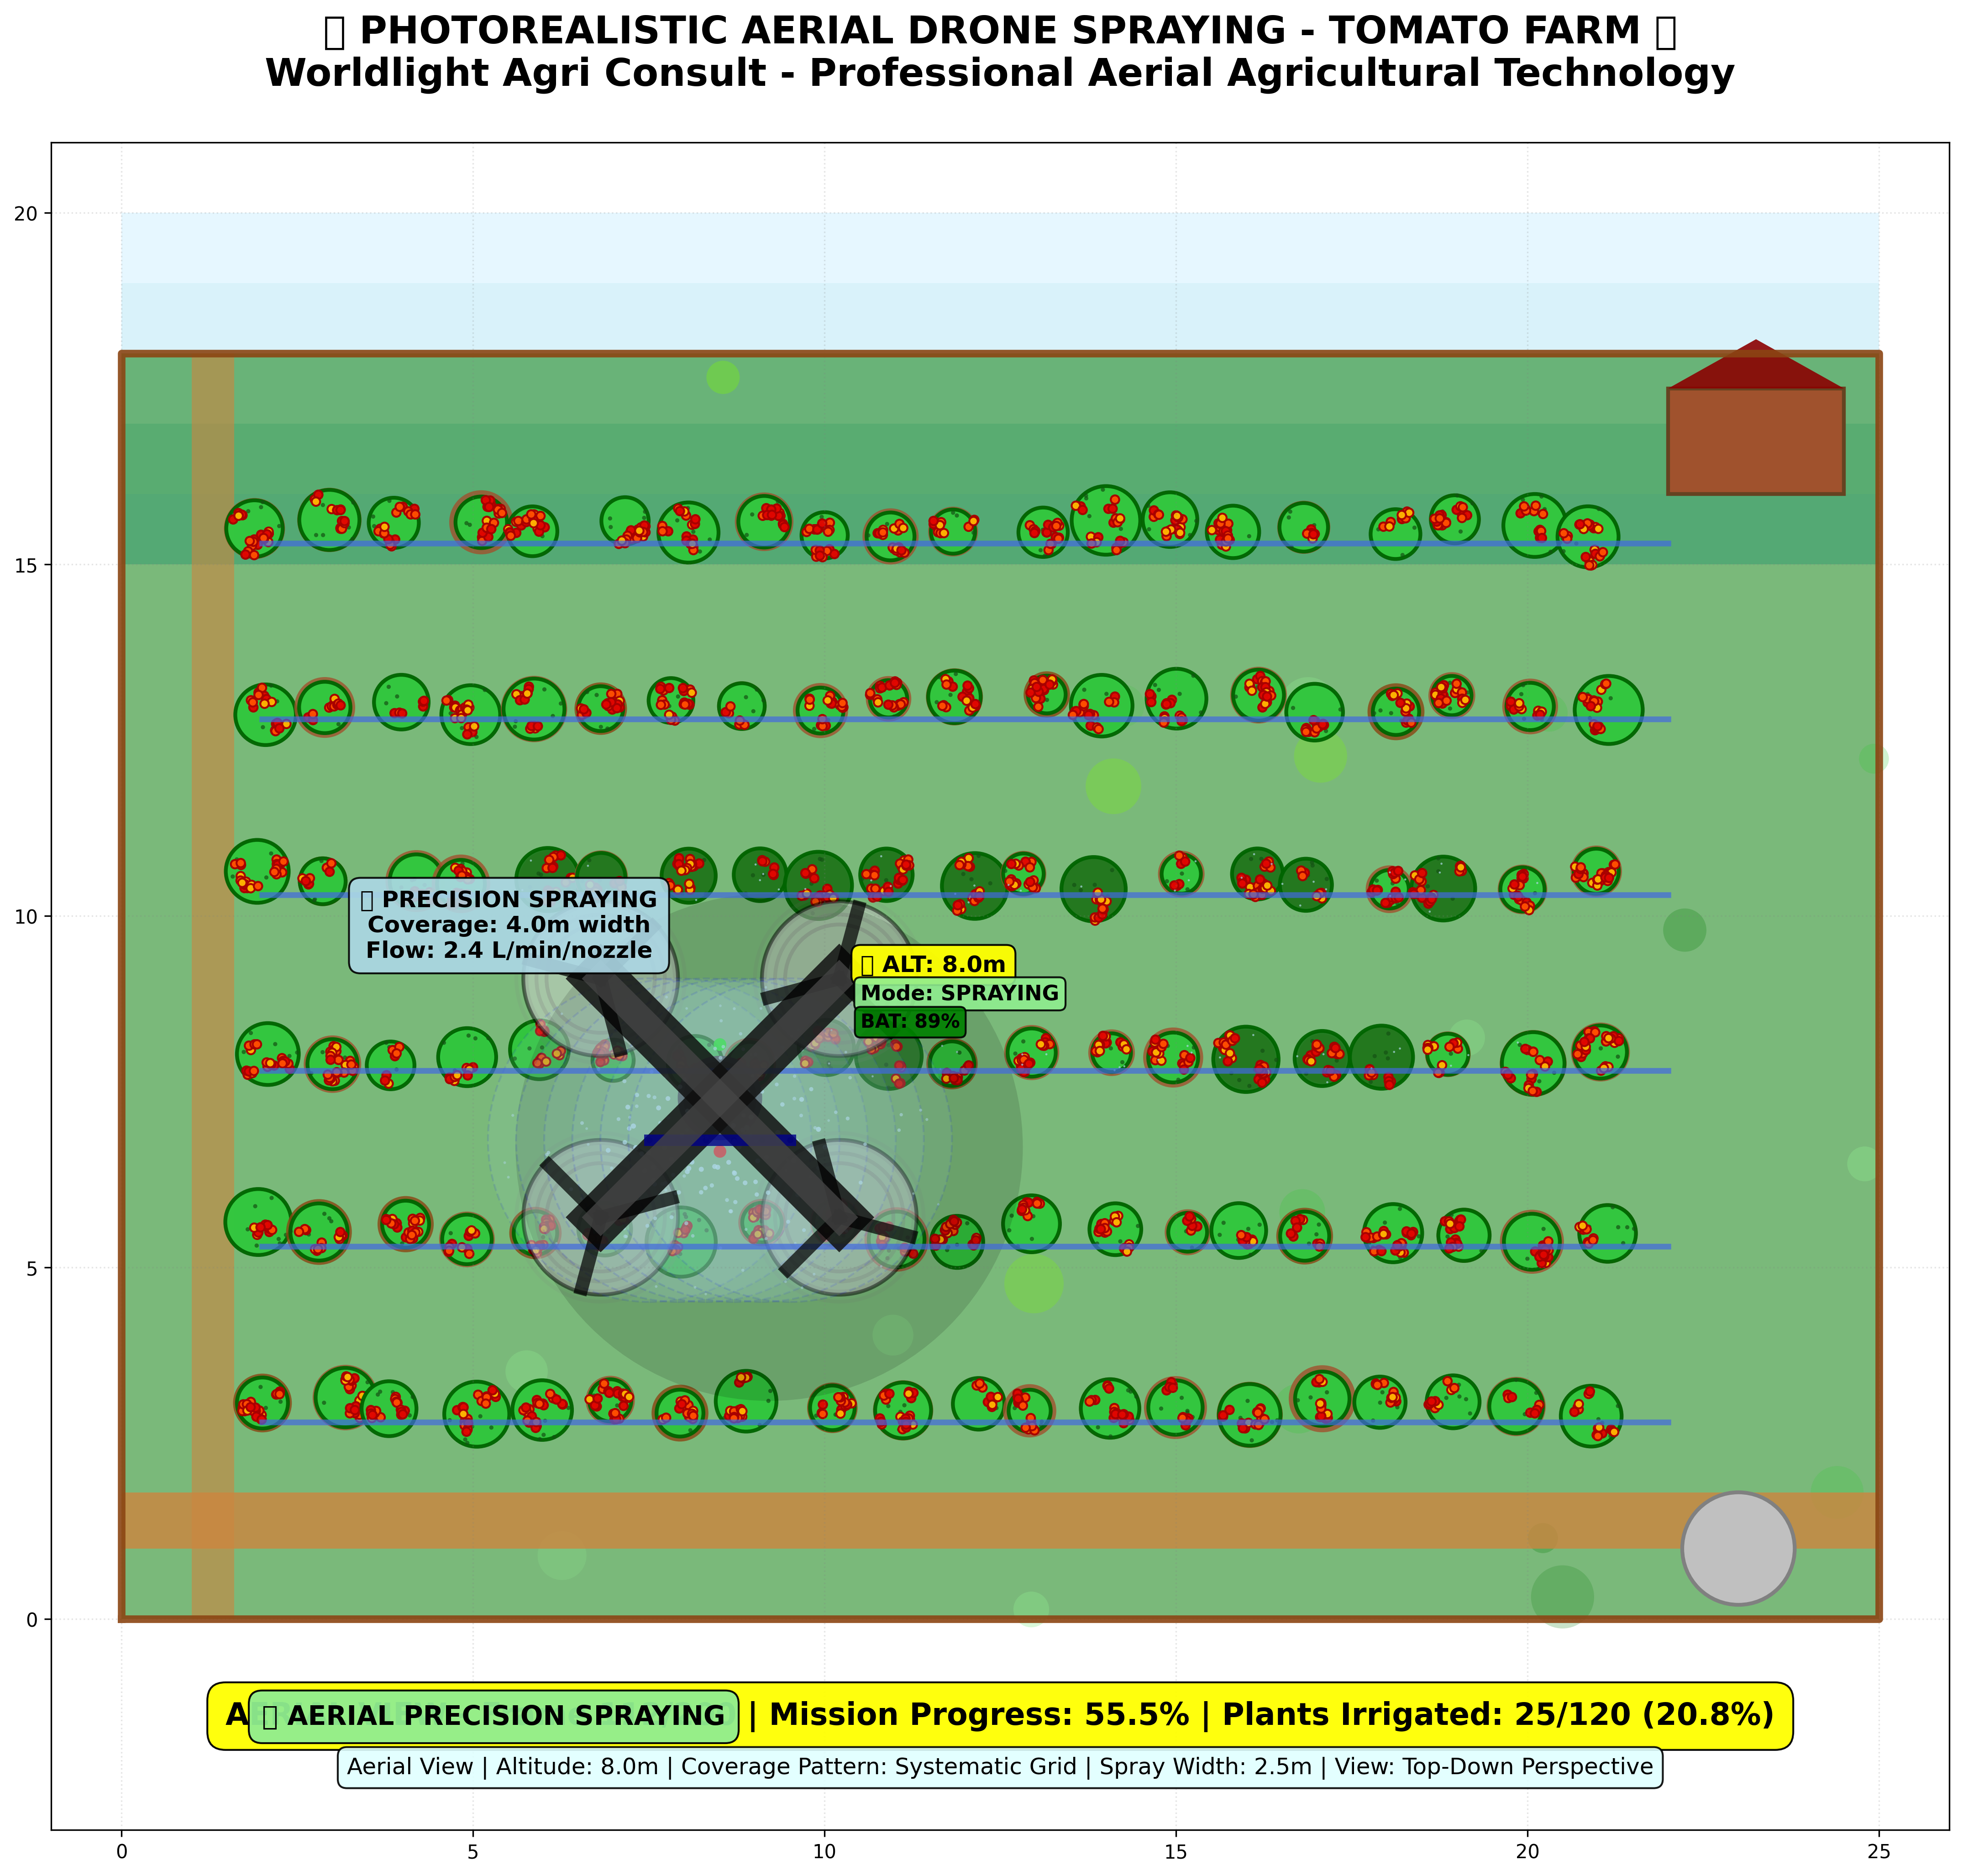 PHOTOREALISTIC AERIAL DRONE SPRAYING - TOMATO FARM
Worldlight Agri Consult - Professional Aerial Agricultural Technology
20
15
10
5
0
PRECISION SPRAYING
Coverage: 4.0m width
Flow: 2.4 L/min/nozzle
ALT: 8.0m
Mode: SPRAYING
BAT: 89%
AERIAL PRECISION SPRAYING | Mission Progress: 55.5% | Plants Irrigated: 25/120 (20.8%)
Aerial View | Altitude: 8.0m | Coverage Pattern: Systematic Grid | Spray Width: 2.5m | View: Top-Down Perspective
0 5 10 15 20 25